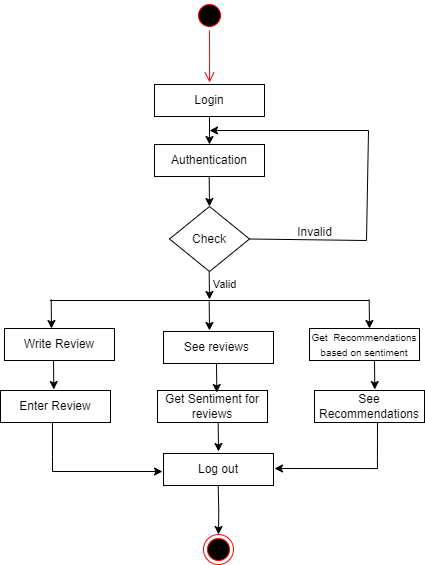 Login
Authentication
Check
Invalid
Valid
Write Review
See reviews
Get Recommendations
based on sentiment
Enter Review
Get Sentiment for
reviews
See
Recommendations
Log out